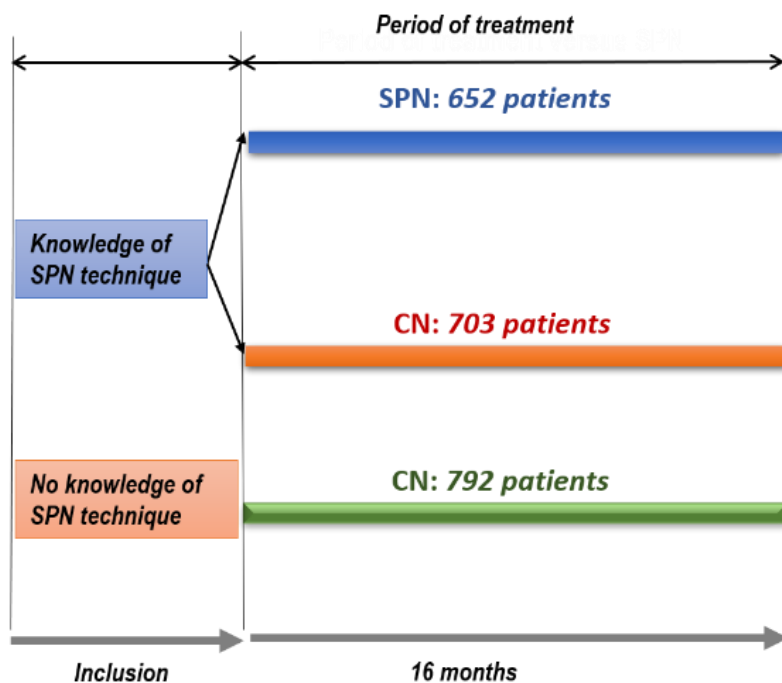 Period of treatment
SPN: 652 patients
Knowledge of
SPN technique
CN: 703 patients
No knowledge of
SPN technique
CN: 792 patients
Inclusion
16 months